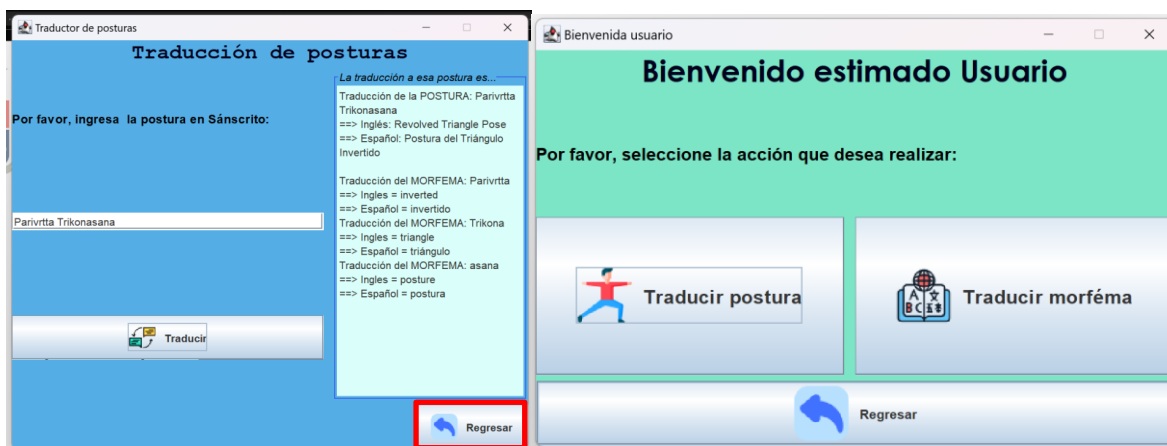 Traductor de posturas
Traducción de posturas
Por favor, ingresa la postura en Sánscrito:
Parivrtta Trikonasana
Traducir
La traducción a esa postura es...
Traducción de la POSTURA: Parivrtta
Trikonasana
==> Inglés: Revolved Triangle Pose
==> Español: Postura del Triángulo
Invertido
Traducción del MORFEMA: Parivrtta
==> Ingles = inverted
==> Español = invertido
Traducción del MORFEMA: Trikona
==> Ingles = triangle
==> Español = triángulo
Traducción del MORFEMA: asana
==> Ingles = posture
==> Español = postura
Regresar
Bienvenida usuario
Bienvenido estimado Usuario
Por favor, seleccione la acción que desea realizar:
Traducir postura
Traducir morféma
Regresar